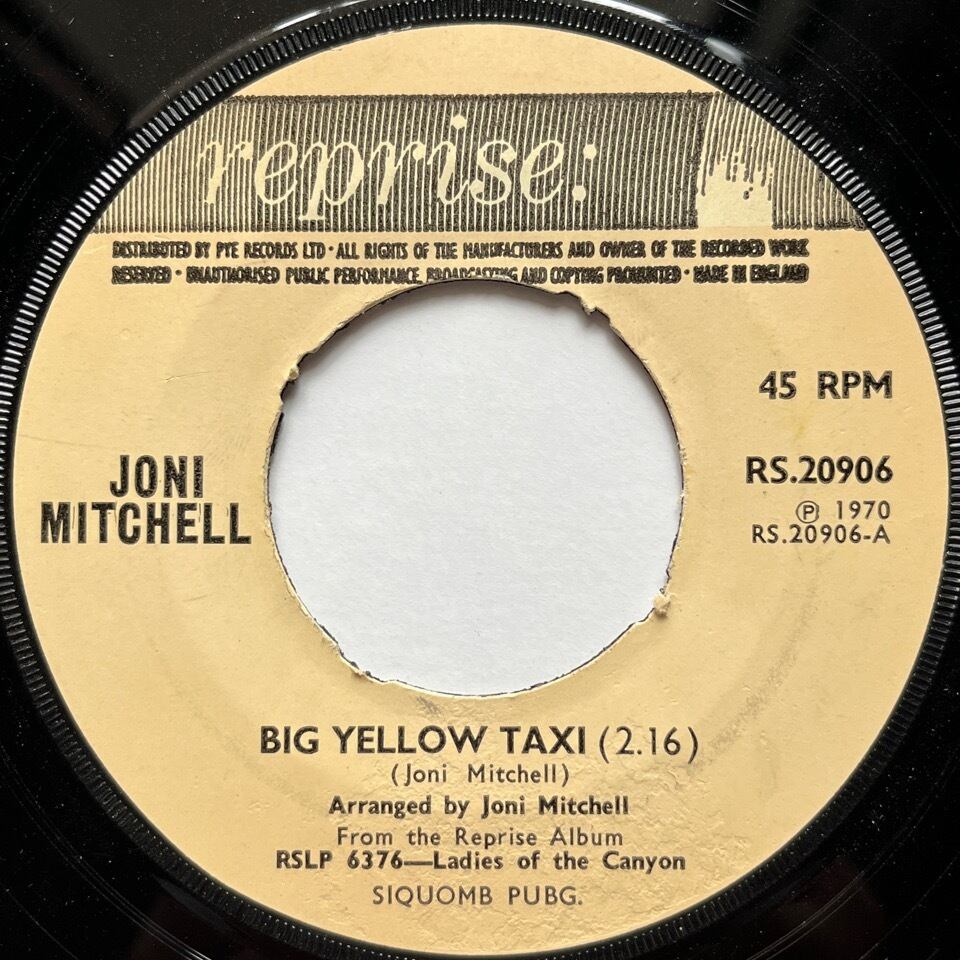 reprise:
DISTRIBUTED BY PYE RECORDS LTD · ALL RIGHTS OF THE MANUFACTURERS AND OWNER OF THE RECORDED WORK
RESERVED · UNAUTHORISED PUBLIC PERFORMANCE, BROADCASTING AND COPYING PROHIBITED · MADE IN ENGLAND
45 RPM
JONI
MITCHELL
RS.20906
Ⓟ 1970
RS.20906-A
BIG YELLOW TAXI (2.16)
(Joni Mitchell)
Arranged by Joni Mitchell
From the Reprise Album
RSLP 6376—Ladies of the Canyon
SIQUOMB PUBG.